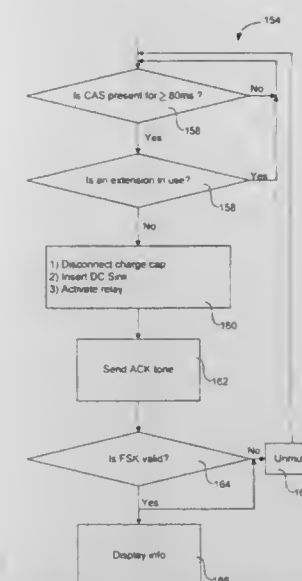 154
Is CAS present for ≥ 80ms ?
No
158
Yes
Is an extension in use?
Yes
158
No
1) Disconnect charge cap
2) Insert DC Sink
3) Activate relay
160
Send ACK tone
162
Is FSK valid?
No
164
Yes
Display info